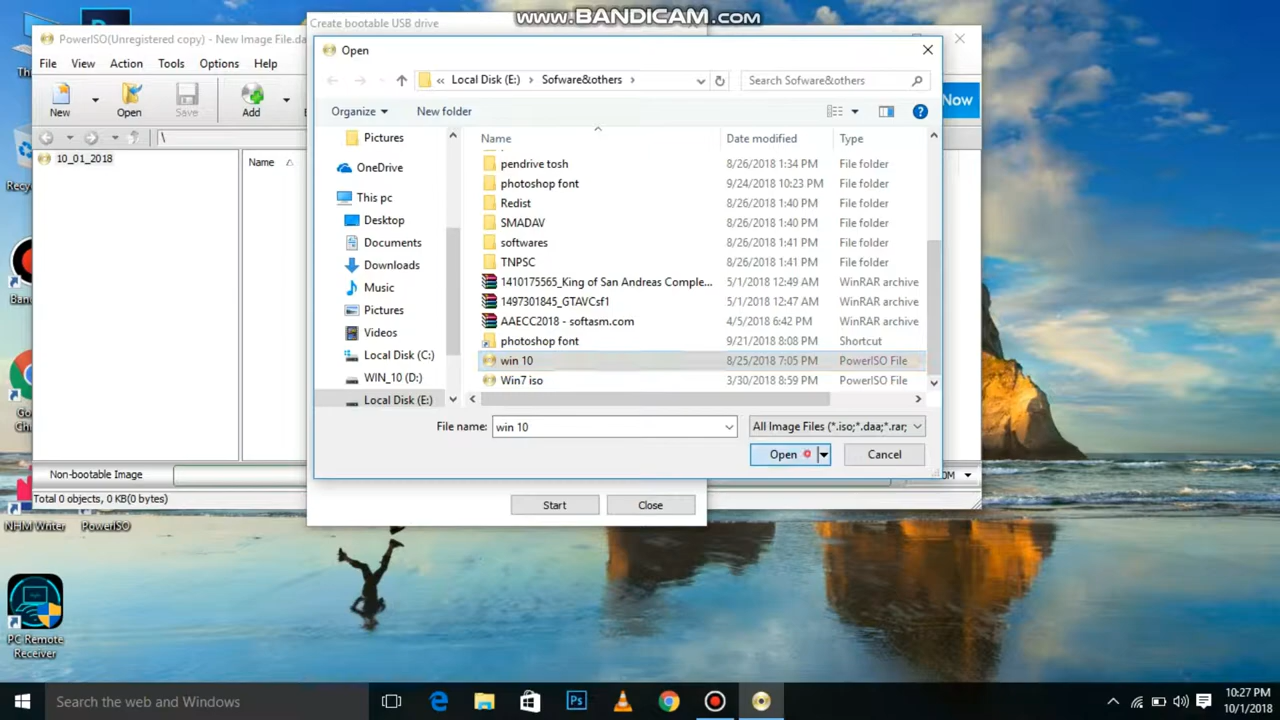 www.BANDICAM.com
Create bootable USB drive
PowerISO(Unregistered copy) - New Image File.da
File View Action Tools Options Help
New Open Save Add
Now
\
10_01_2018
Name
Non-bootable Image
Total 0 objects, 0 KB(0 bytes)
Open
« Local Disk (E:) › Sofware&others ›
Search Sofware&others
Organize New folder
Name Date modified Type
Pictures
OneDrive
This pc
Desktop
Documents
Downloads
Music
Pictures
Videos
Local Disk (C:)
WIN_10 (D:)
Local Disk (E:)
pendrive tosh 8/26/2018 1:34 PM File folder
photoshop font 9/24/2018 10:23 PM File folder
Redist 8/26/2018 1:40 PM File folder
SMADAV 8/26/2018 1:40 PM File folder
softwares 8/26/2018 1:41 PM File folder
TNPSC 8/26/2018 1:41 PM File folder
1410175565_King of San Andreas Comple... 5/1/2018 12:49 AM WinRAR archive
1497301845_GTAVCsf1 5/1/2018 12:47 AM WinRAR archive
AAECC2018 - softasm.com 4/5/2018 6:42 PM WinRAR archive
photoshop font 9/21/2018 8:08 PM Shortcut
win 10 8/25/2018 7:05 PM PowerISO File
Win7 iso 3/30/2018 8:59 PM PowerISO File
File name: win 10 All Image Files (*.iso;*.daa;*.rar;
Open Cancel
Start Close
NHM Writer PowerISO
PC Remote
Receiver
Search the web and Windows
Ps
10:27 PM
10/1/2018